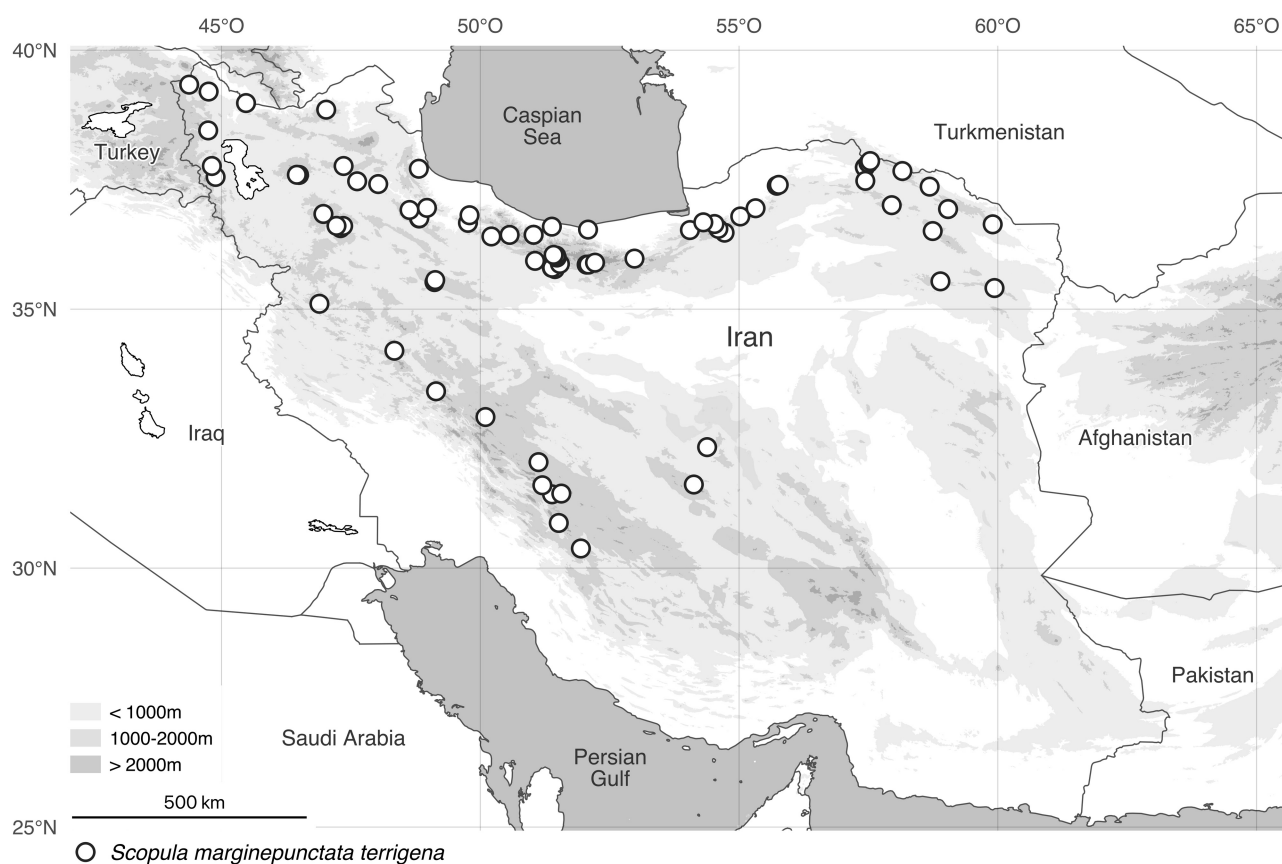 45°O 50°O 55°O 60°O 65°O
40°N
Caspian
Sea
Turkmenistan
Turkey
35°N
Iran
Iraq
Afghanistan
30°N
Pakistan
< 1000m
1000-2000m
> 2000m
Saudi Arabia
Persian
Gulf
500 km
25°N
Scopula marginepunctata terrigena